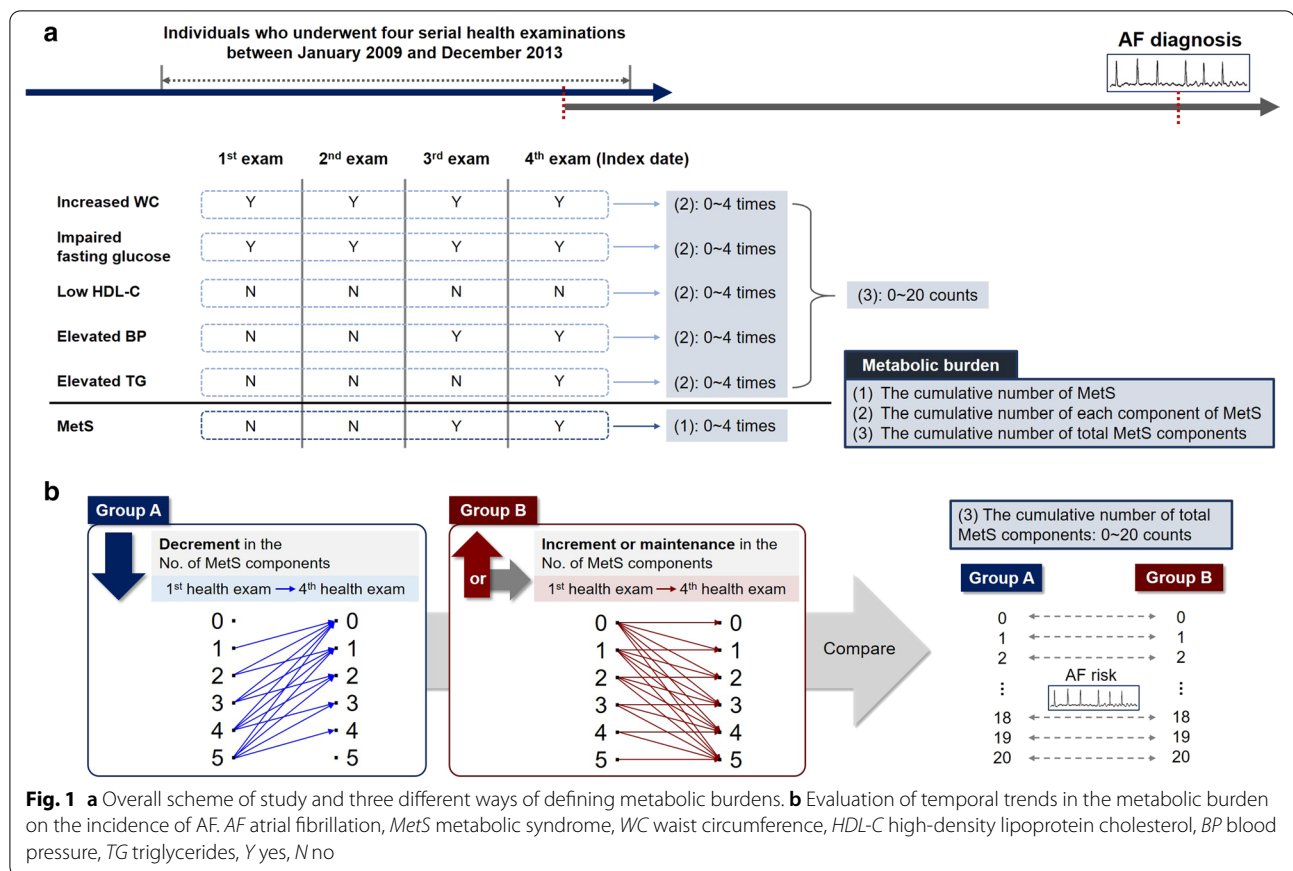 a
Individuals who underwent four serial health examinations
between January 2009 and December 2013
AF diagnosis
1st exam 2nd exam 3rd exam 4th exam (Index date)
Increased WC Y Y Y Y (2): 0~4 times
Impaired
fasting glucose Y Y Y Y (2): 0~4 times
Low HDL-C N N N N (2): 0~4 times
(3): 0~20 counts
Elevated BP N N Y Y (2): 0~4 times
Elevated TG N N N Y (2): 0~4 times
MetS N N Y Y (1): 0~4 times
Metabolic burden
(1) The cumulative number of MetS
(2) The cumulative number of each component of MetS
(3) The cumulative number of total MetS components
b
Group A
Decrement in the
No. of MetS components
1st health exam → 4th health exam
0 0
1 1
2 2
3 3
4 4
5 5
Group B
or
Increment or maintenance in the
No. of MetS components
1st health exam → 4th health exam
0 0
1 1
2 2
3 3
4 4
5 5
Compare
(3) The cumulative number of total
MetS components: 0~20 counts
Group A Group B
0 0
1 1
2 2
AF risk
⋮ ⋮
18 18
19 19
20 20
Fig. 1 a Overall scheme of study and three different ways of defining metabolic burdens. b Evaluation of temporal trends in the metabolic burden
on the incidence of AF. AF atrial fibrillation, MetS metabolic syndrome, WC waist circumference, HDL-C high-density lipoprotein cholesterol, BP blood
pressure, TG triglycerides, Y yes, N no